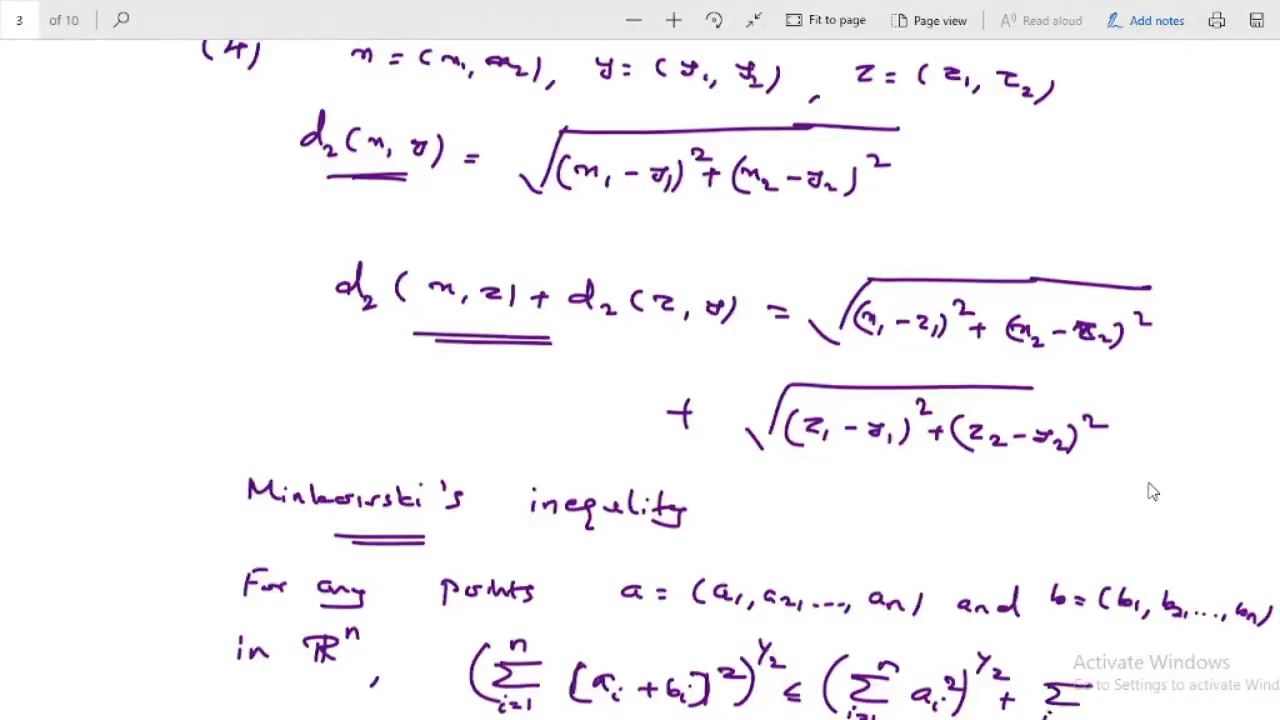 3 of 10 Fit to page Page view Read aloud Add notes
(4) x = (x₁, x₂), y = (y₁, y₂), z = (z₁, z₂)
d₂(x, y) = √((x₁ - y₁)² + (x₂ - y₂)²)
d₂(x, z) + d₂(z, y) = √((x₁ - z₁)² + (x₂ - z₂)²)
+ √((z₁ - y₁)² + (z₂ - y₂)²)
Minkowski's inequality
For any points a = (a₁, a₂, ..., aₙ) and b = (b₁, b₂, ..., bₙ)
in ℝⁿ, (∑ⁿᵢ₌₁ [aᵢ + bᵢ]²)^1/2 ≤ (∑ⁿᵢ₌₁ aᵢ²)^1/2 + ∑
Activate Windows
Go to Settings to activate Wind